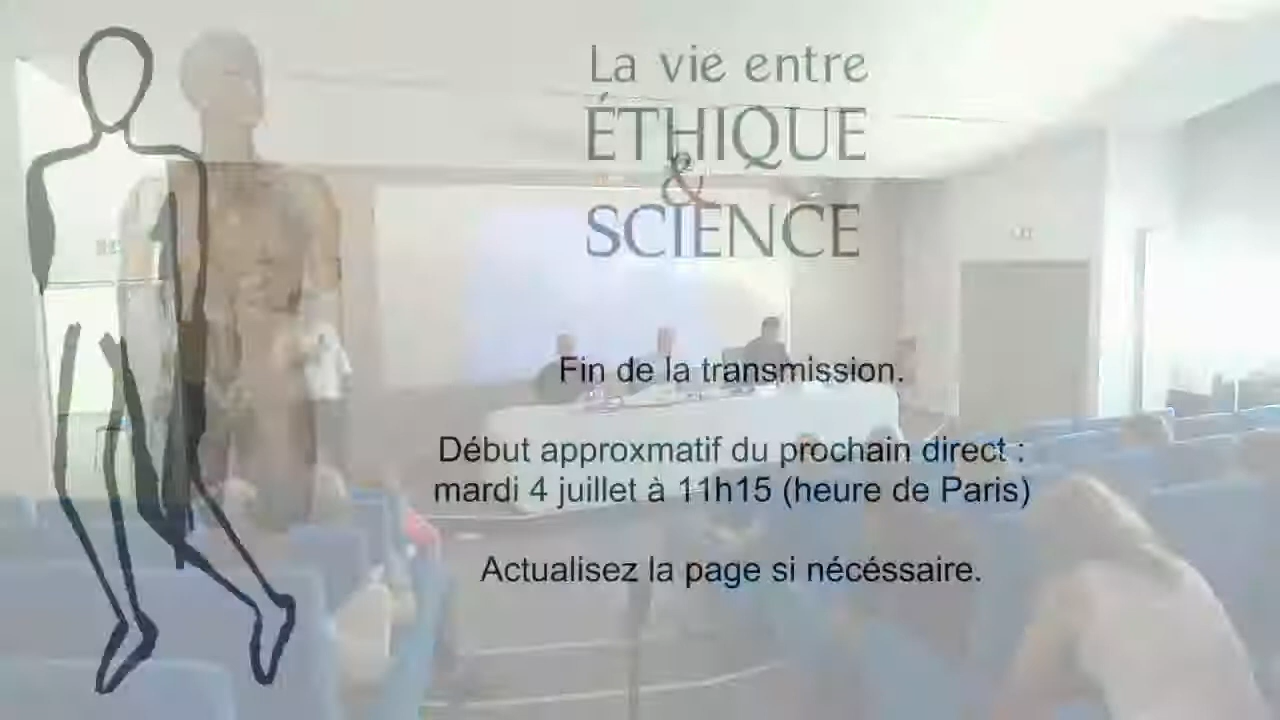 La vie entre
ÉTHIQUE
&
SCIENCE
Fin de la transmission.
Début approxmatif du prochain direct :
mardi 4 juillet à 11h15 (heure de Paris)
Actualisez la page si nécéssaire.